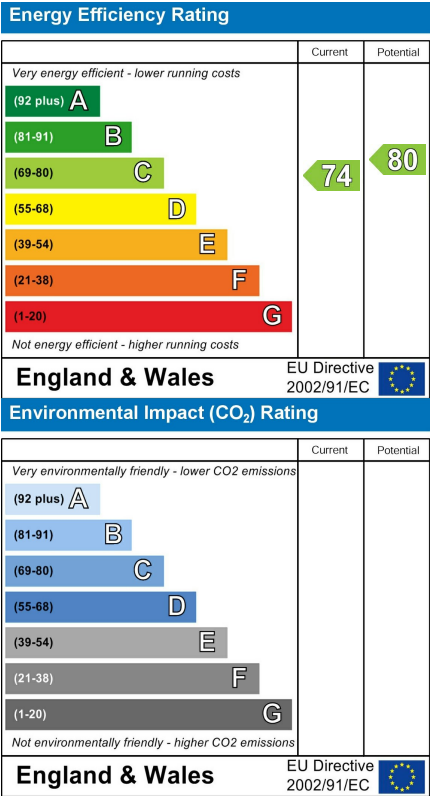 Energy Efficiency Rating
Current Potential
Very energy efficient - lower running costs
(92 plus) A
(81-91) B
(69-80) C
74
80
(55-68) D
(39-54) E
(21-38) F
(1-20) G
Not energy efficient - higher running costs
England & Wales
EU Directive
2002/91/EC
Environmental Impact (CO₂) Rating
Current Potential
Very environmentally friendly - lower CO2 emissions
(92 plus) A
(81-91) B
(69-80) C
(55-68) D
(39-54) E
(21-38) F
(1-20) G
Not environmentally friendly - higher CO2 emissions
England & Wales
EU Directive
2002/91/EC